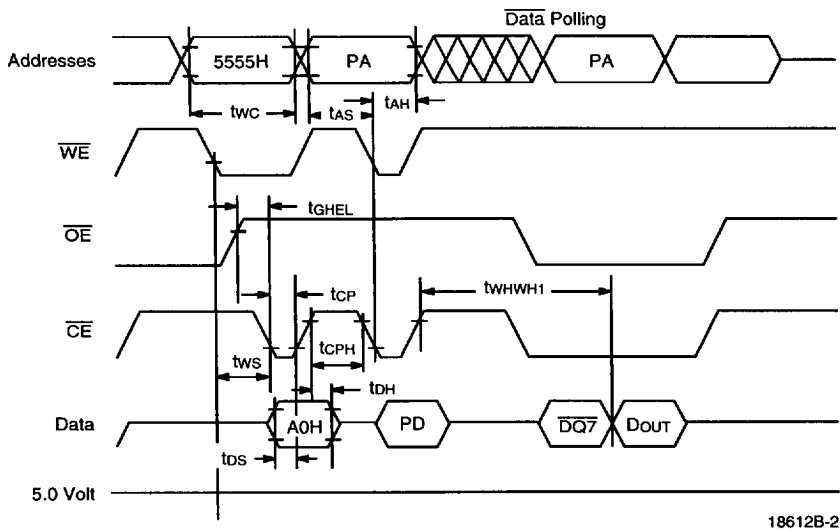 Data Polling
Addresses
5555H
PA
PA
tWC
tAS
tAH
WE
OE
tGHEL
tCP
tWHWH1
CE
tWS
tCPH
tDH
Data
A0H
PD
DQ7
DOUT
tDS
5.0 Volt
18612B-2